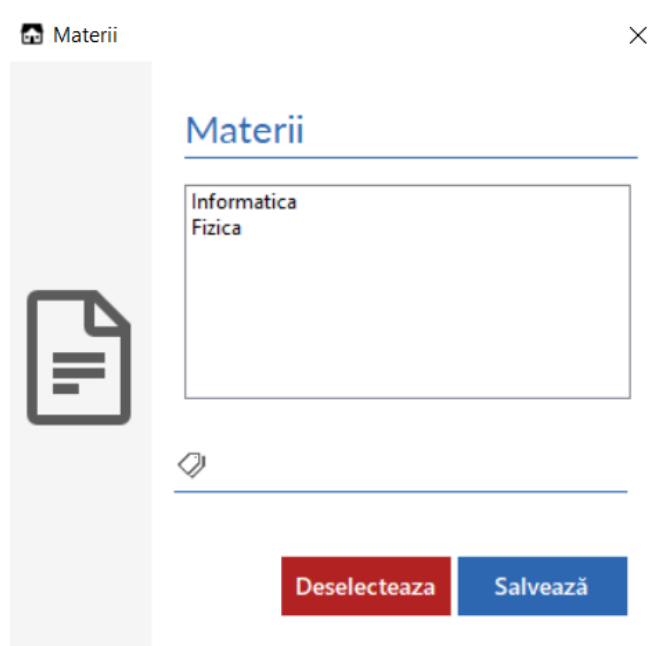 Materii
Materii
Informatica
Fizica
Deselecteaza
Salvează